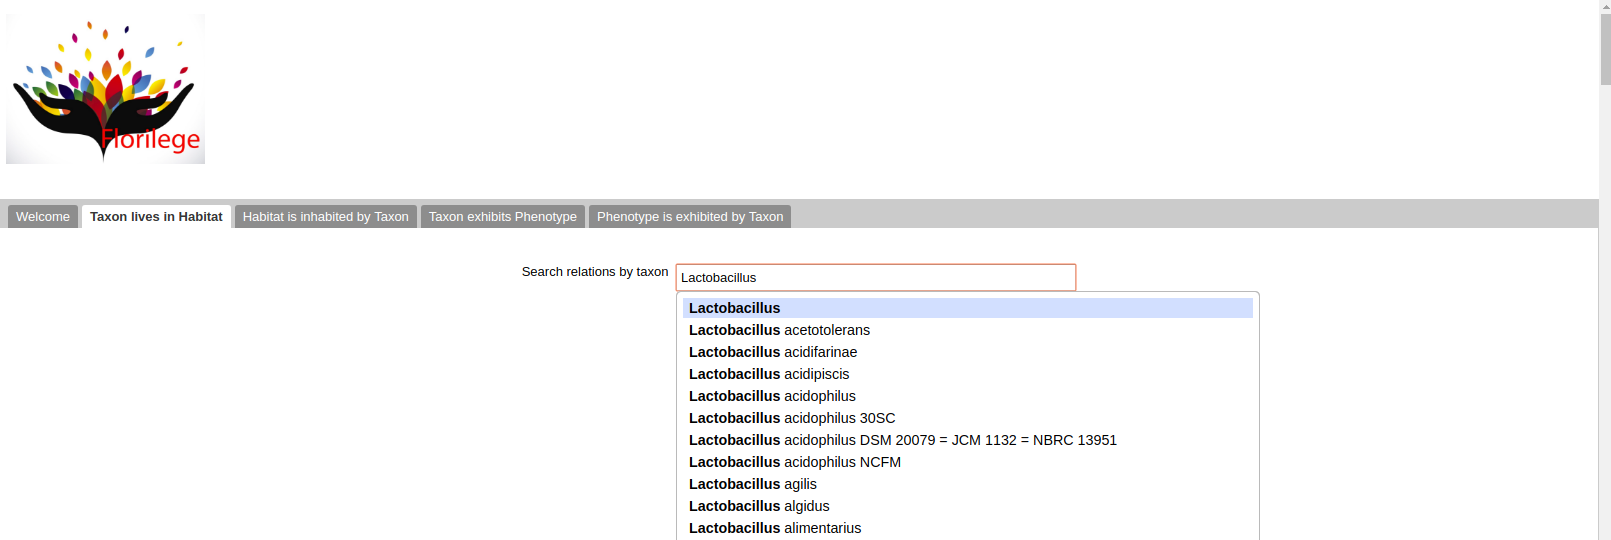 Florilege
Welcome Taxon lives in Habitat Habitat is inhabited by Taxon Taxon exhibits Phenotype Phenotype is exhibited by Taxon
Search relations by taxon Lactobacillus
Lactobacillus
Lactobacillus acetotolerans
Lactobacillus acidifarinae
Lactobacillus acidipiscis
Lactobacillus acidophilus
Lactobacillus acidophilus 30SC
Lactobacillus acidophilus DSM 20079 = JCM 1132 = NBRC 13951
Lactobacillus acidophilus NCFM
Lactobacillus agilis
Lactobacillus algidus
Lactobacillus alimentarius